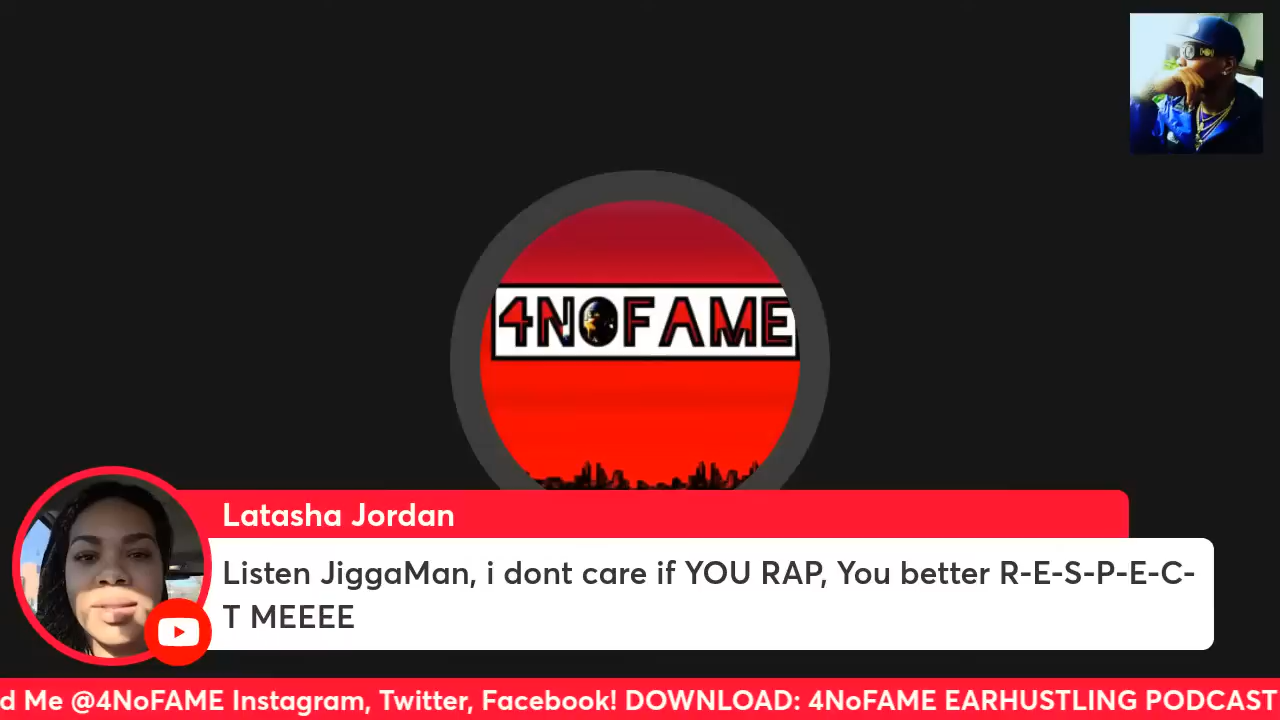 4NOFAME
Latasha Jordan
Listen JiggaMan, i dont care if YOU RAP, You better R-E-S-P-E-C-
T MEEEE
d Me @4NoFAME Instagram, Twitter, Facebook! DOWNLOAD: 4NoFAME EARHUSTLING PODCAST